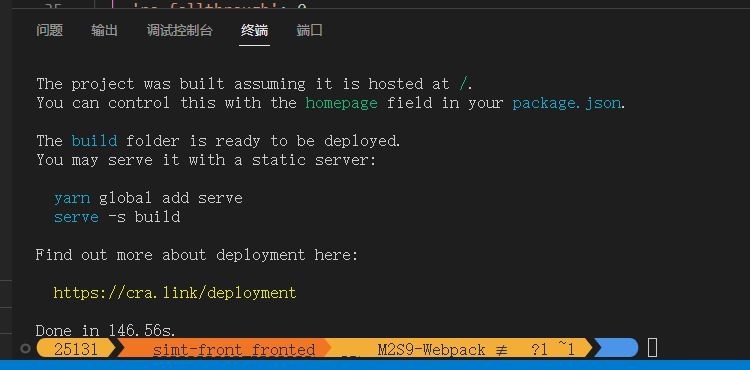 35 'no-fallthrough': 0,
问题 输出 调试控制台 终端 端口
The project was built assuming it is hosted at /.
You can control this with the homepage field in your package.json.
The build folder is ready to be deployed.
You may serve it with a static server:
yarn global add serve
serve -s build
Find out more about deployment here:
https://cra.link/deployment
Done in 146.56s.
25131 simt-front_fronted M2S9-Webpack ≢ ?1 ~1